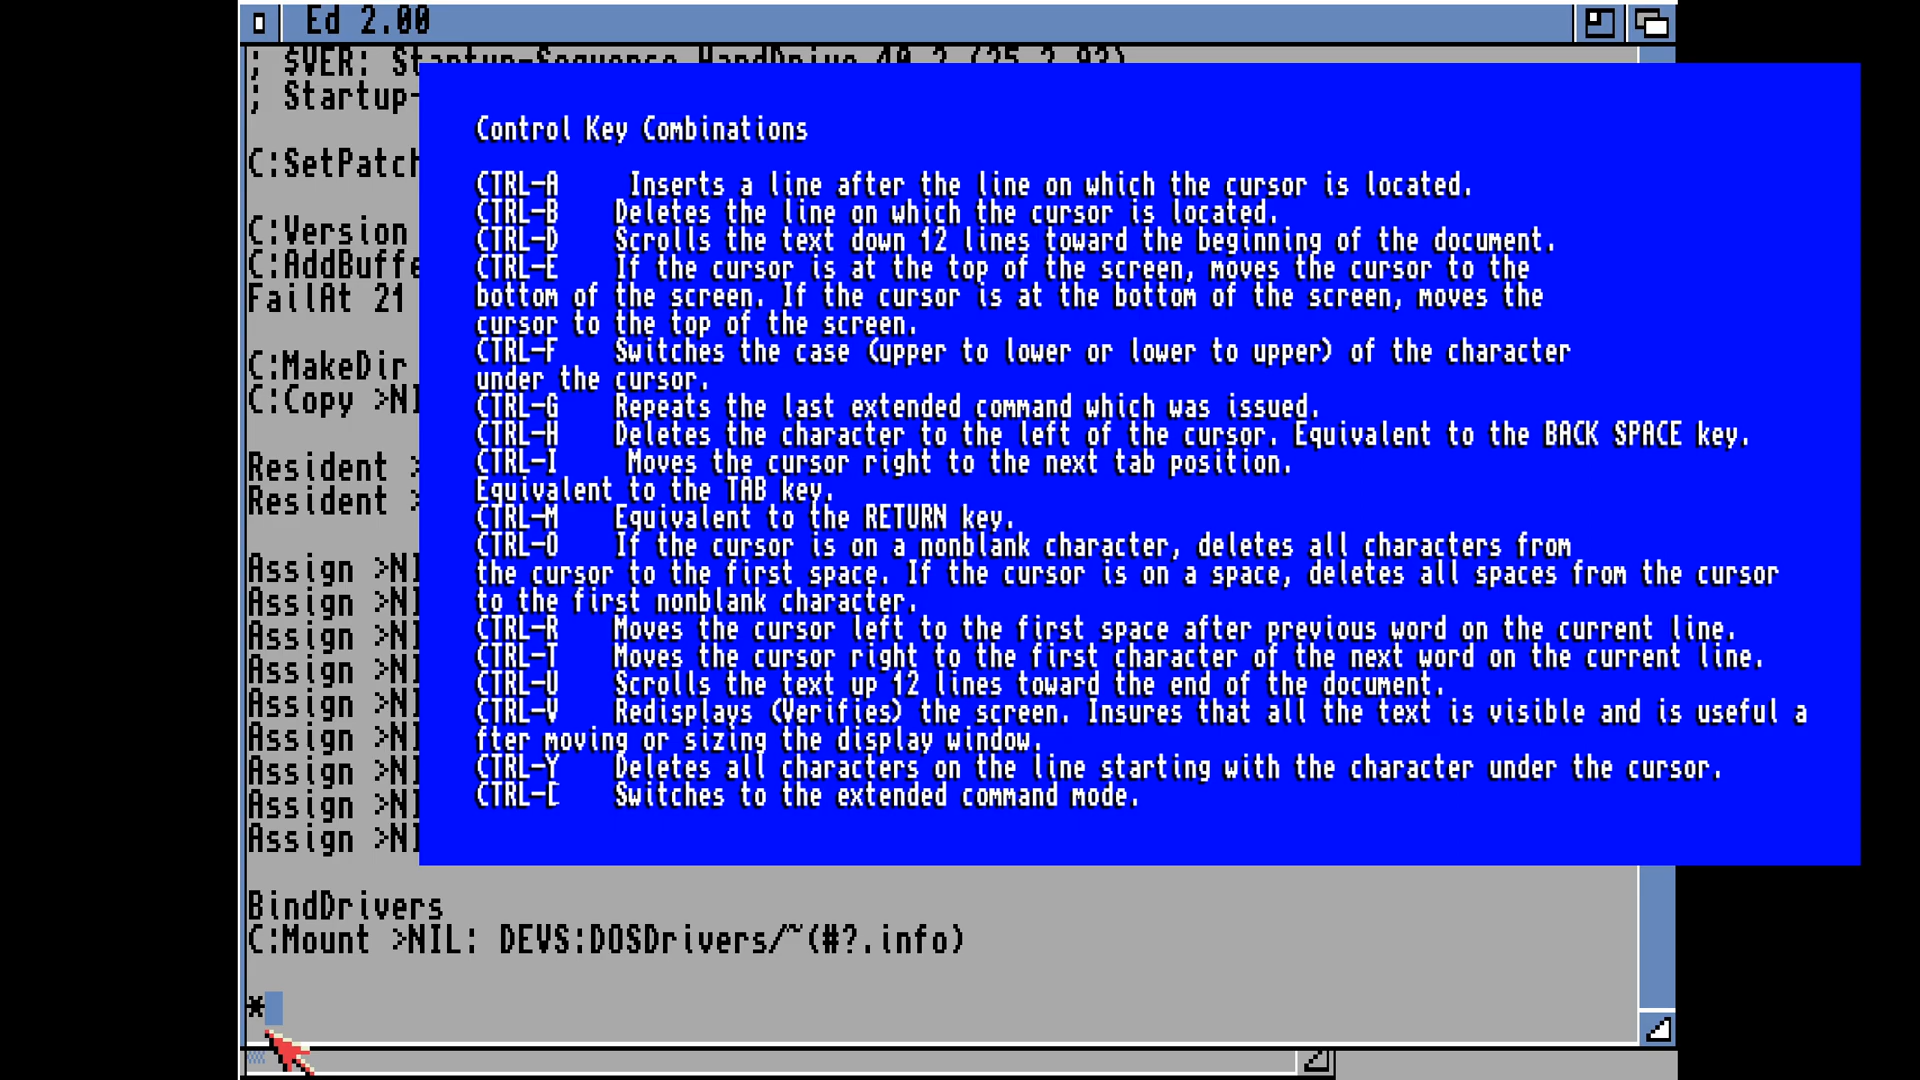 Ed 2.00
; $VER: Startup-Sequence HardDrive 40.2 (25.2.93)
; Startup-
C:SetPatch
C:Version
C:AddBuffe
FailAt 21
C:MakeDir
C:Copy >NI
Resident >
Resident >
Assign >NI
Assign >NI
Assign >NI
Assign >NI
Assign >NI
Assign >NI
Assign >NI
Assign >NI
Assign >NI
BindDrivers
C:Mount >NIL: DEVS:DOSDrivers/~(#?.info)
*
Control Key Combinations
CTRL-A Inserts a line after the line on which the cursor is located.
CTRL-B Deletes the line on which the cursor is located.
CTRL-D Scrolls the text down 12 lines toward the beginning of the document.
CTRL-E If the cursor is at the top of the screen, moves the cursor to the
bottom of the screen. If the cursor is at the bottom of the screen, moves the
cursor to the top of the screen.
CTRL-F Switches the case (upper to lower or lower to upper) of the character
under the cursor.
CTRL-G Repeats the last extended command which was issued.
CTRL-H Deletes the character to the left of the cursor. Equivalent to the BACK SPACE key.
CTRL-I Moves the cursor right to the next tab position.
Equivalent to the TAB key.
CTRL-M Equivalent to the RETURN key.
CTRL-O If the cursor is on a nonblank character, deletes all characters from
the cursor to the first space. If the cursor is on a space, deletes all spaces from the cursor
to the first nonblank character.
CTRL-R Moves the cursor left to the first space after previous word on the current line.
CTRL-T Moves the cursor right to the first character of the next word on the current line.
CTRL-U Scrolls the text up 12 lines toward the end of the document.
CTRL-V Redisplays (Verifies) the screen. Insures that all the text is visible and is useful a
fter moving or sizing the display window.
CTRL-Y Deletes all characters on the line starting with the character under the cursor.
CTRL-[ Switches to the extended command mode.